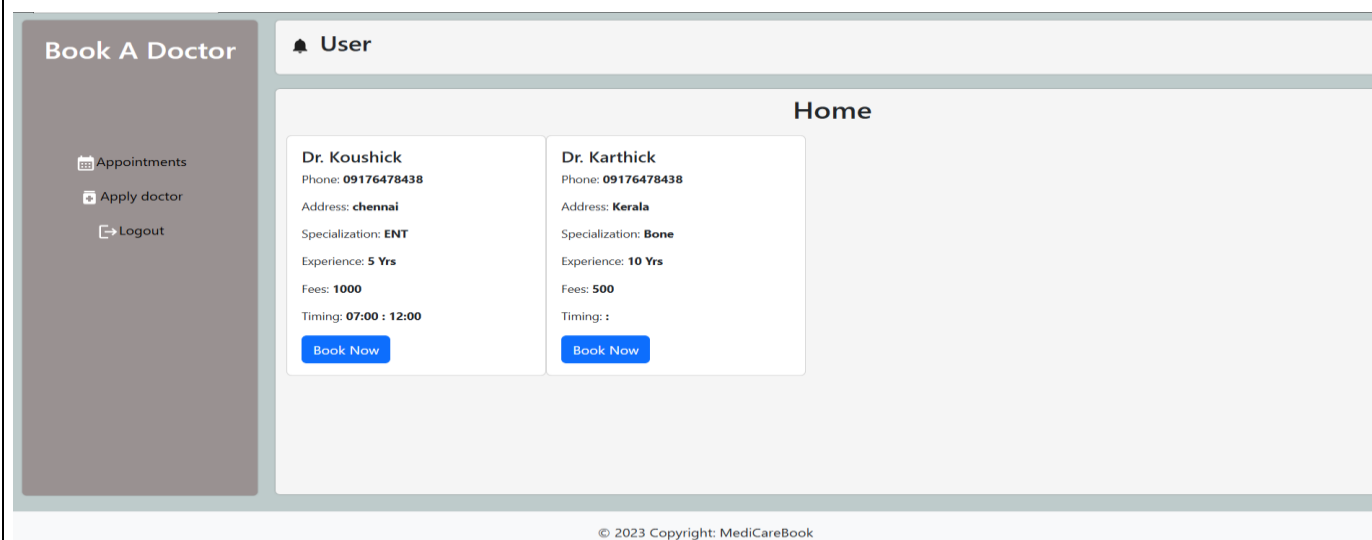 Book A Doctor
Appointments
Apply doctor
Logout
User
Home
Dr. Koushick
Phone: 09176478438
Address: chennai
Specialization: ENT
Experience: 5 Yrs
Fees: 1000
Timing: 07:00 : 12:00
Book Now
Dr. Karthick
Phone: 09176478438
Address: Kerala
Specialization: Bone
Experience: 10 Yrs
Fees: 500
Timing: :
Book Now
© 2023 Copyright: MediCareBook